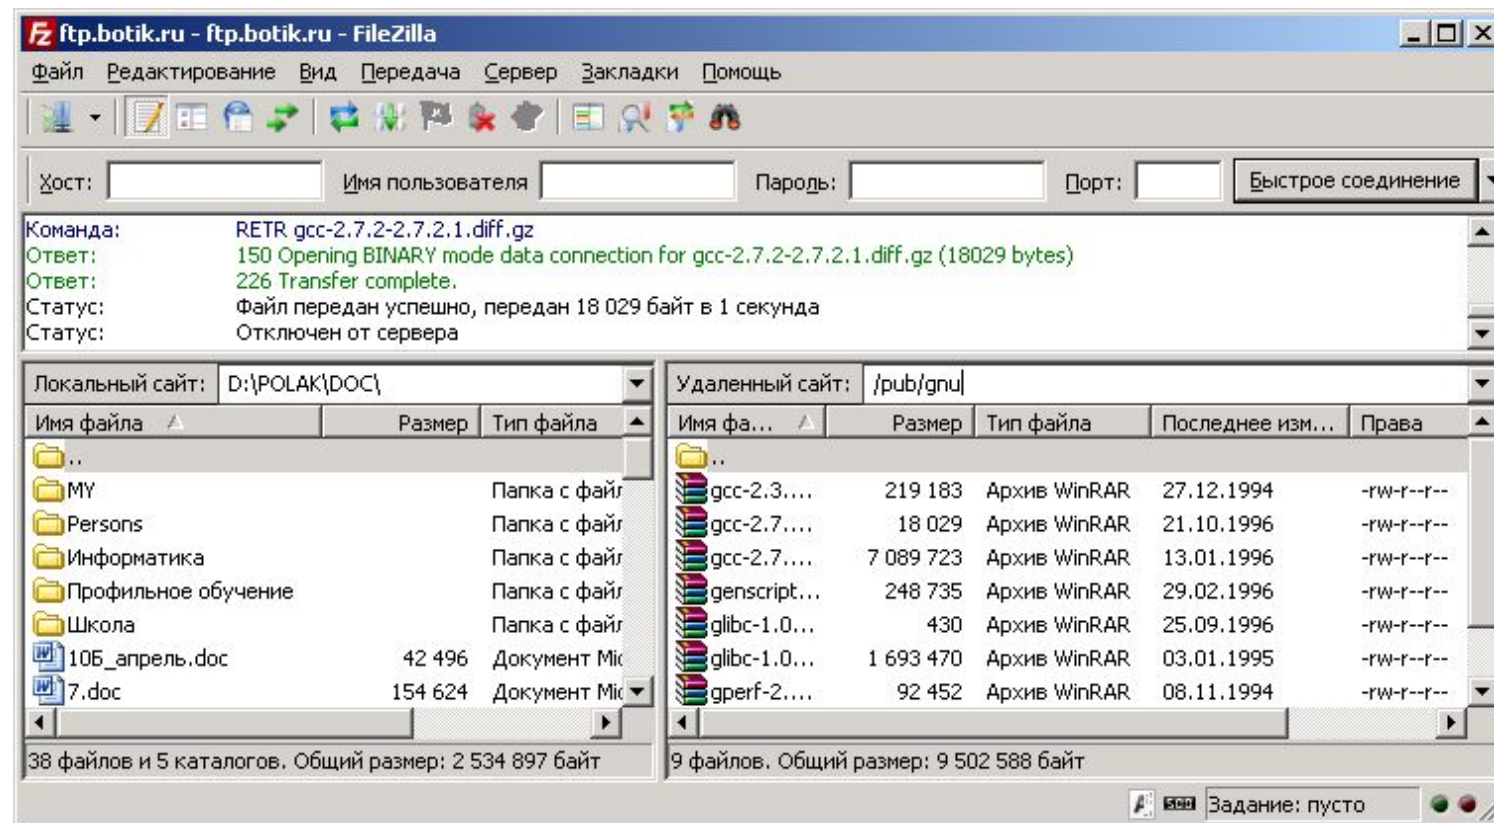 ftp.botik.ru - ftp.botik.ru - FileZilla
Файл Редактирование Вид Передача Сервер Закладки Помощь
Хост: Имя пользователя Пароль: Порт: Быстрое соединение
Команда: RETR gcc-2.7.2-2.7.2.1.diff.gz
Ответ: 150 Opening BINARY mode data connection for gcc-2.7.2-2.7.2.1.diff.gz (18029 bytes)
Ответ: 226 Transfer complete.
Статус: Файл передан успешно, передан 18 029 байт в 1 секунда
Статус: Отключен от сервера
Локальный сайт: D:\POLAK\DOC\
Имя файла Размер Тип файла
..
MY Папка с файл
Persons Папка с файл
Информатика Папка с файл
Профильное обучение Папка с файл
Школа Папка с файл
10Б_апрель.doc 42 496 Документ Mic
7.doc 154 624 Документ Mic
38 файлов и 5 каталогов. Общий размер: 2 534 897 байт
Удаленный сайт: /pub/gnu
Имя фа... Размер Тип файла Последнее изм... Права
..
gcc-2.3.... 219 183 Архив WinRAR 27.12.1994 -rw-r--r--
gcc-2.7.... 18 029 Архив WinRAR 21.10.1996 -rw-r--r--
gcc-2.7.... 7 089 723 Архив WinRAR 13.01.1996 -rw-r--r--
genscript... 248 735 Архив WinRAR 29.02.1996 -rw-r--r--
glibc-1.0... 430 Архив WinRAR 25.09.1996 -rw-r--r--
glibc-1.0... 1 693 470 Архив WinRAR 03.01.1995 -rw-r--r--
gperf-2.... 92 452 Архив WinRAR 08.11.1994 -rw-r--r--
9 файлов. Общий размер: 9 502 588 байт
Задание: пусто